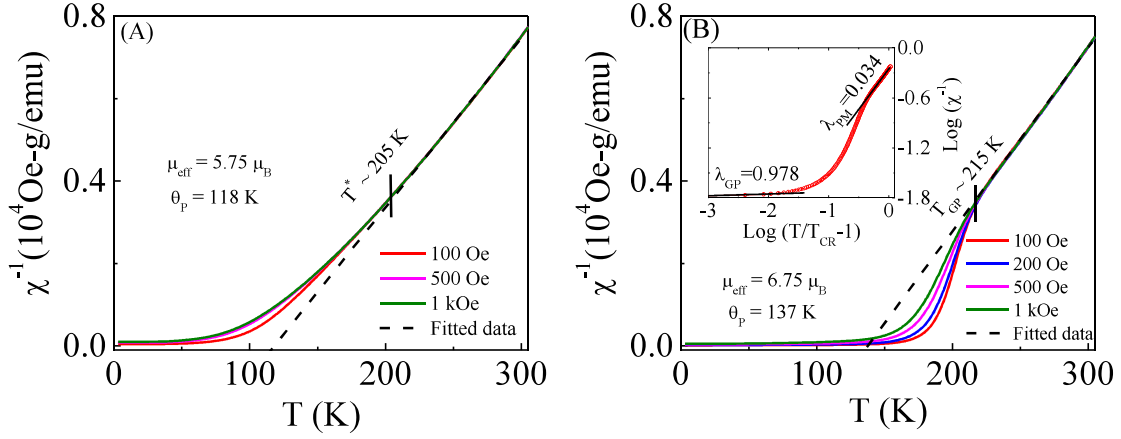 (A)
0.8
0.4
0.0
χ⁻¹(10⁴Oe-g/emu)
μeff = 5.75 μB
θP = 118 K
T* ~ 205 K
100 Oe
500 Oe
1 kOe
Fitted data
0
100
200
300
T (K)
(B)
0.8
0.4
0.0
χ⁻¹(10⁴Oe-g/emu)
λPM=0.034
λGP=0.978
0.0
-0.6
-1.2
-1.8
Log (χ⁻¹)
-3
-2
-1
0
Log (T/TCR-1)
TGP ~ 215 K
μeff = 6.75 μB
θP = 137 K
100 Oe
200 Oe
500 Oe
1 kOe
Fitted data
0
100
200
300
T (K)